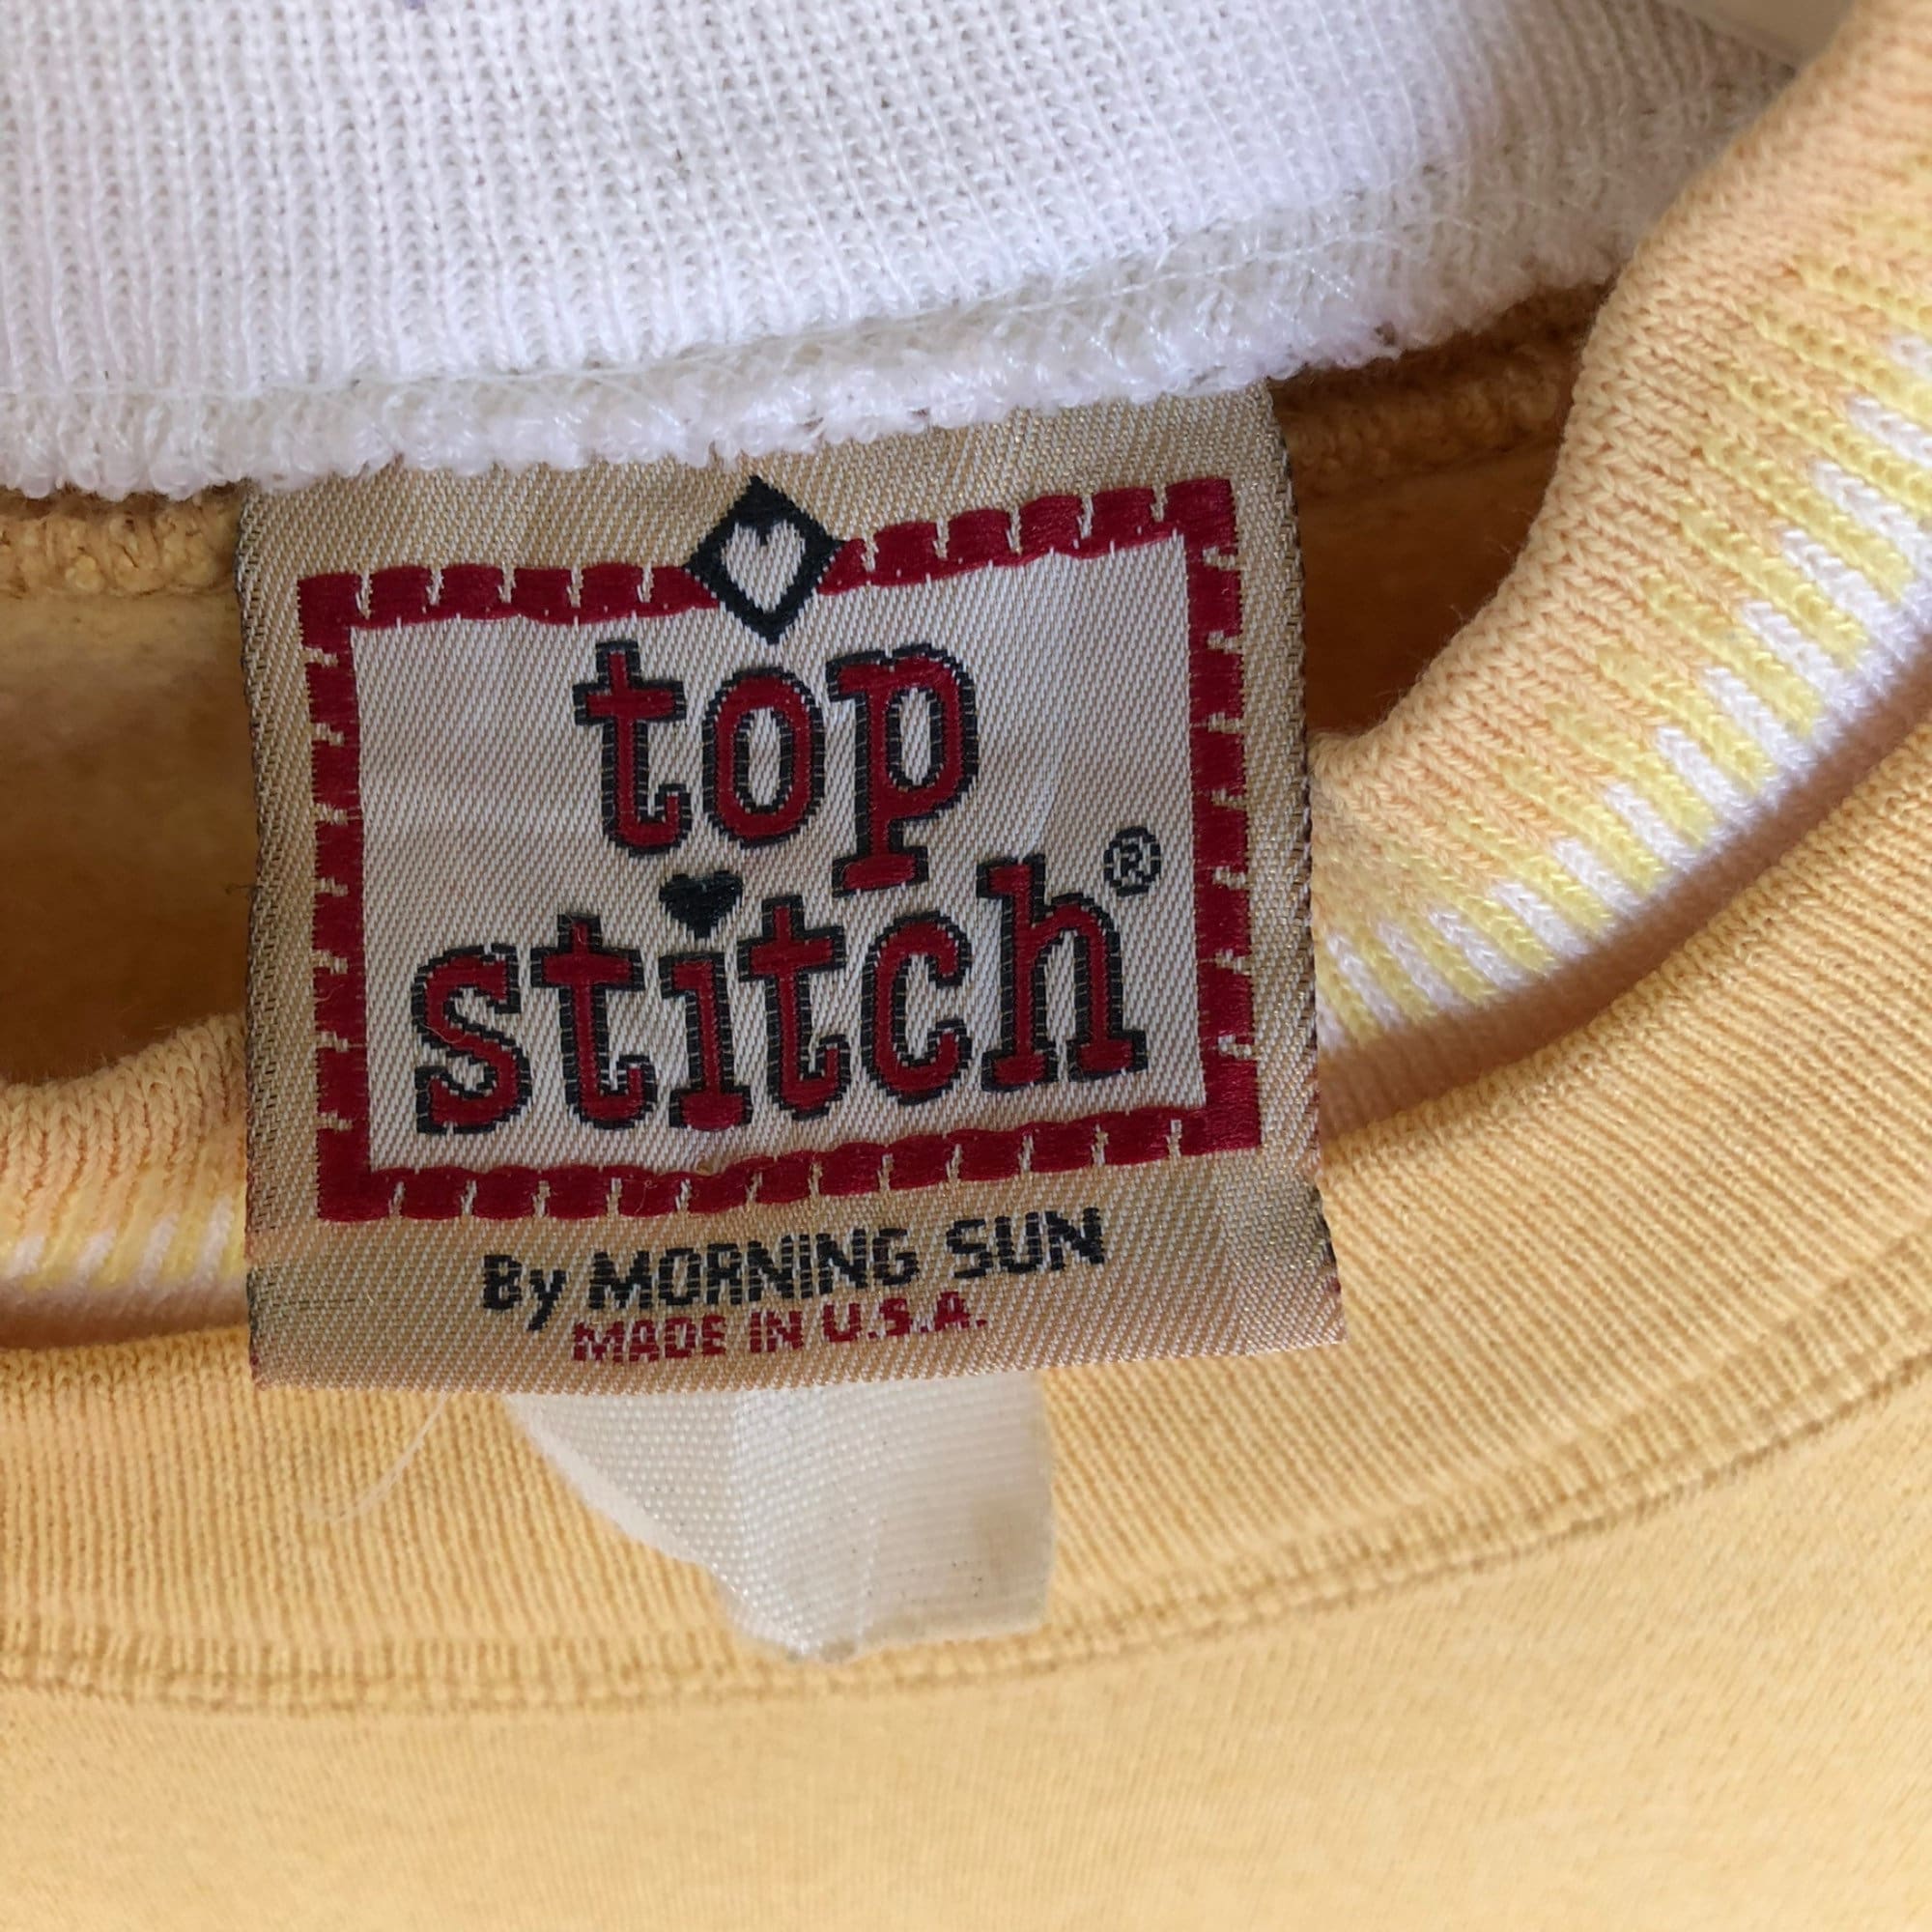 top
stitch®
By MORNING SUN
MADE IN U.S.A.